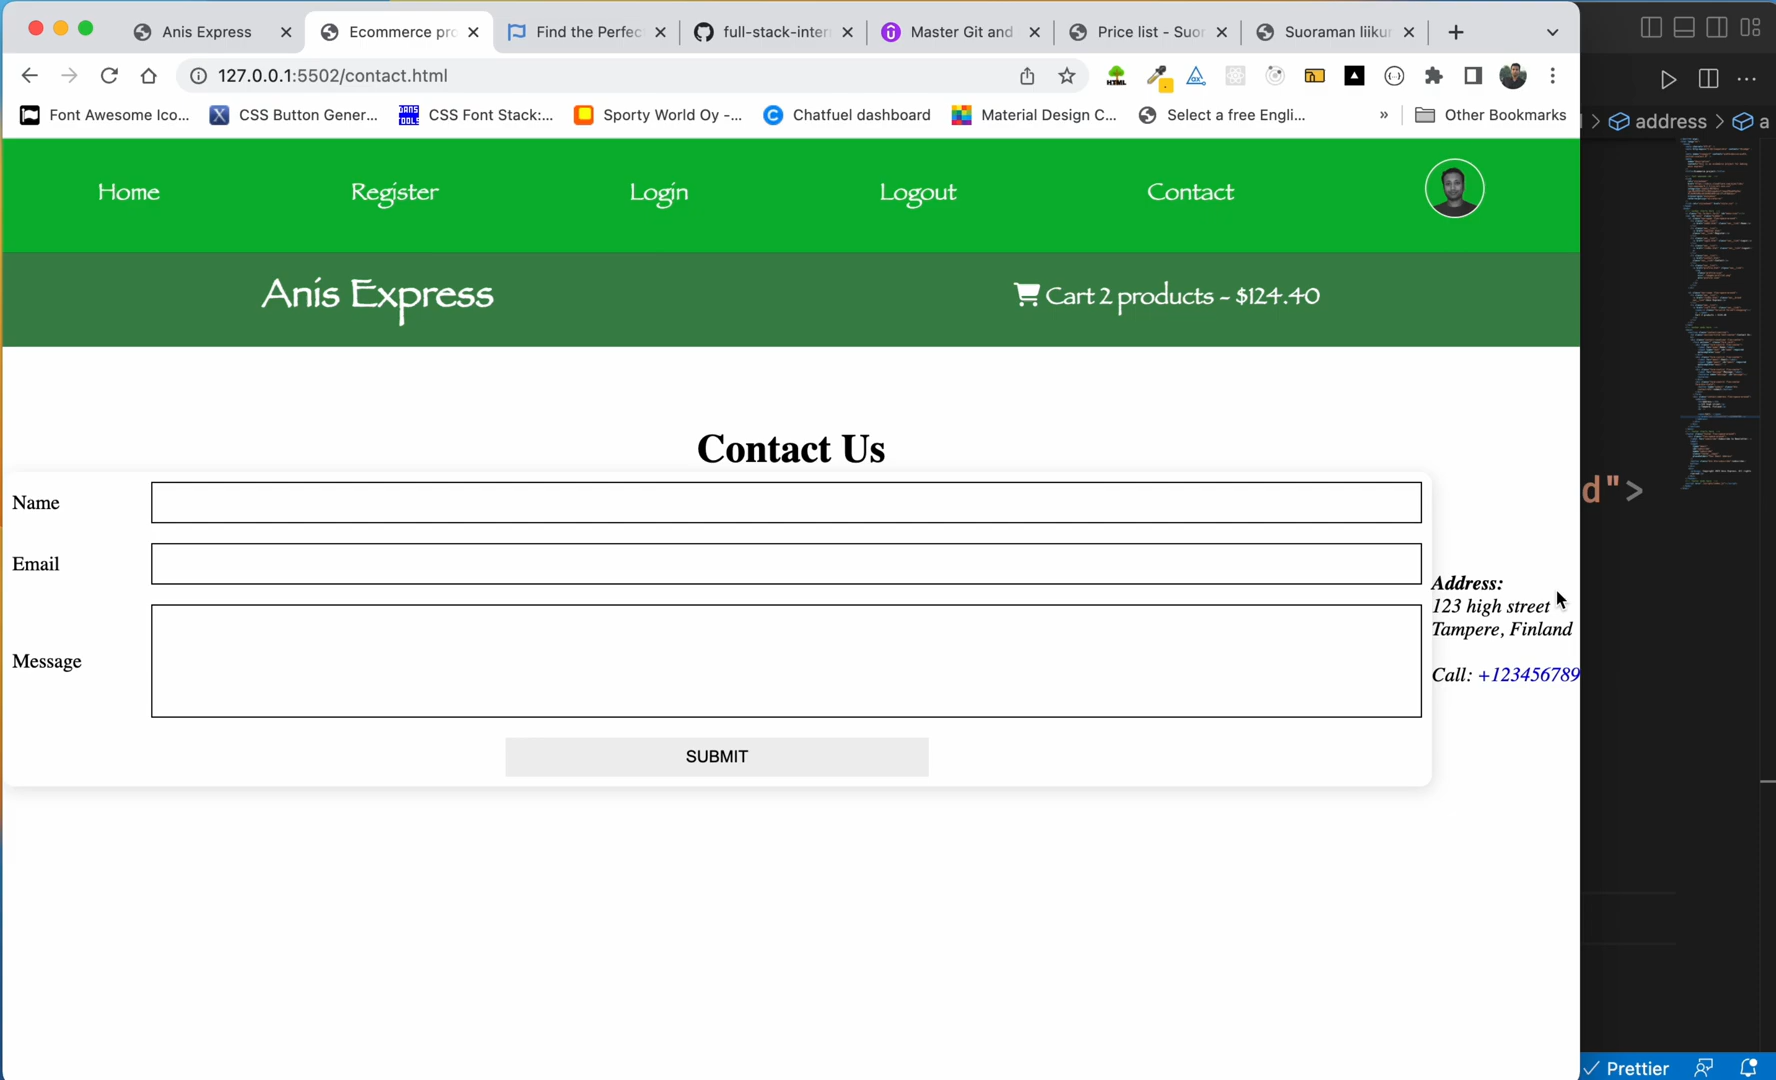 Anis Express
Ecommerce pro
Find the Perfec
full-stack-inter
Master Git and
Price list - Suor
Suoraman liikun
127.0.0.1:5502/contact.html
Font Awesome Ico...
CSS Button Gener...
CSS Font Stack:...
Sporty World Oy -...
Chatfuel dashboard
Material Design C...
Select a free Engli...
»
Other Bookmarks
> address > a
Home
Register
Login
Logout
Contact
Anis Express
Cart 2 products - $124.40
Contact Us
Name
Email
Message
SUBMIT
Address:
123 high street
Tampere, Finland
Call: +123456789
d">
Prettier